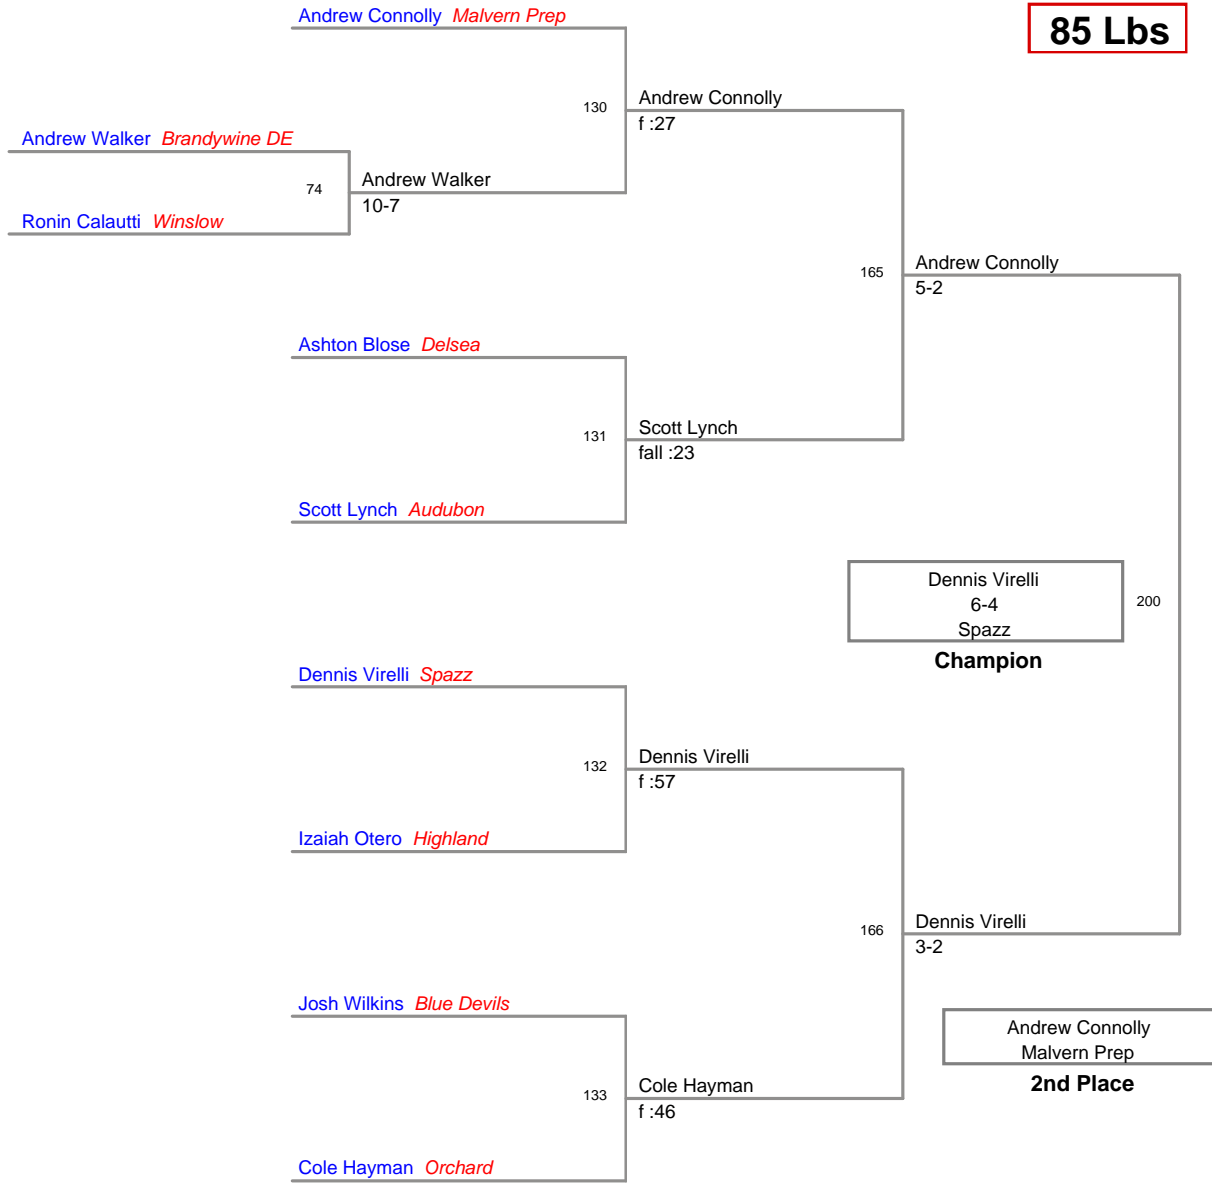 Andrew Connolly Malvern Prep
85 Lbs
130
Andrew Connolly
f :27
Andrew Walker Brandywine DE
74
Andrew Walker
10-7
Ronin Calautti Winslow
165
Andrew Connolly
5-2
Ashton Blose Delsea
131
Scott Lynch
fall :23
Scott Lynch Audubon
Dennis Virelli
6-4
Spazz
200
Champion
Dennis Virelli Spazz
132
Dennis Virelli
f :57
Izaiah Otero Highland
166
Dennis Virelli
3-2
Josh Wilkins Blue Devils
Andrew Connolly
Malvern Prep
2nd Place
133
Cole Hayman
f :46
Cole Hayman Orchard